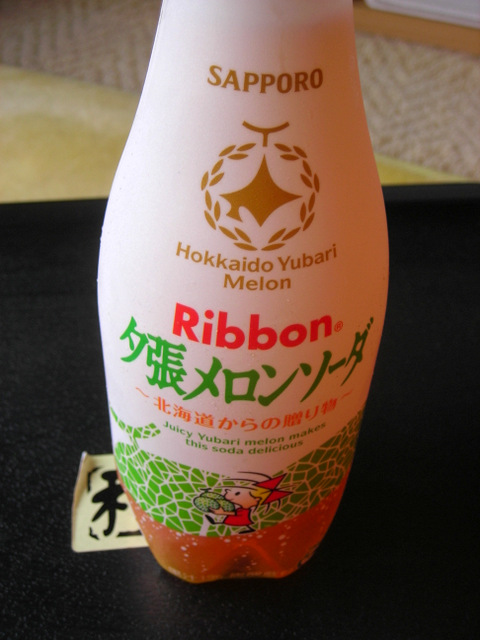 SAPPORO
Hokkaido Yubari
Melon
Ribbon®
夕張メロンソーダ
~北海道からの贈り物~
Juicy Yubari melon makes
this soda delicious